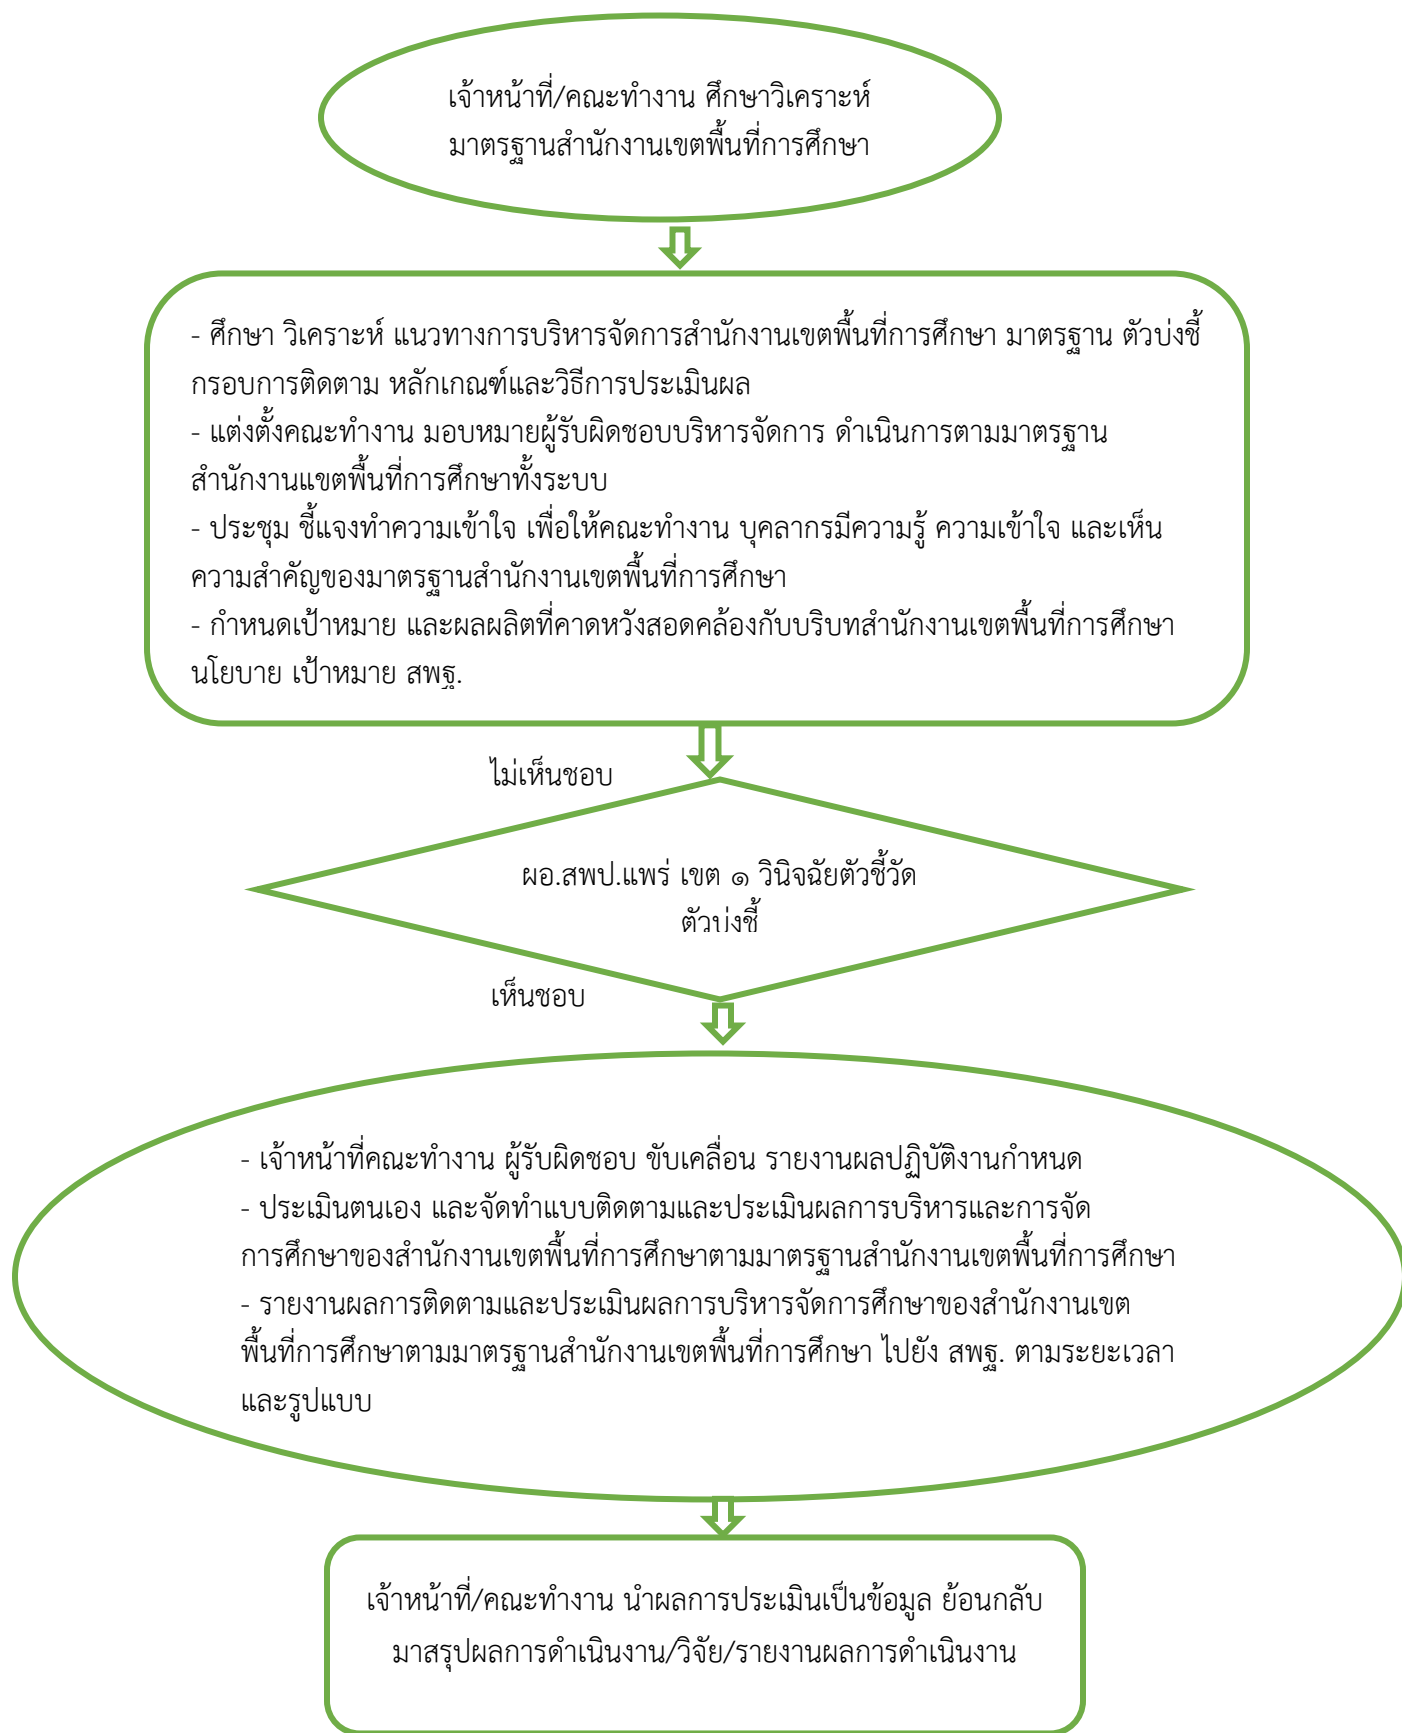 เจ้าหน้าที่/คณะทำงาน ศึกษาวิเคราะห์
มาตรฐานสำนักงานเขตพื้นที่การศึกษา
- ศึกษา วิเคราะห์ แนวทางการบริหารจัดการสำนักงานเขตพื้นที่การศึกษา มาตรฐาน ตัวบ่งชี้
กรอบการติดตาม หลักเกณฑ์และวิธีการประเมินผล
- แต่งตั้งคณะทำงาน มอบหมายผู้รับผิดชอบบริหารจัดการ ดำเนินการตามมาตรฐาน
สำนักงานแขตพื้นที่การศึกษาทั้งระบบ
- ประชุม ชี้แจงทำความเข้าใจ เพื่อให้คณะทำงาน บุคลากรมีความรู้ ความเข้าใจ และเห็น
ความสำคัญของมาตรฐานสำนักงานเขตพื้นที่การศึกษา
- กำหนดเป้าหมาย และผลผลิตที่คาดหวังสอดคล้องกับบริบทสำนักงานเขตพื้นที่การศึกษา
นโยบาย เป้าหมาย สพฐ.
ไม่เห็นชอบ
ผอ.สพป.แพร่ เขต ๑ วินิจฉัยตัวชี้วัด
ตัวบ่งชี้
เห็นชอบ
- เจ้าหน้าที่คณะทำงาน ผู้รับผิดชอบ ขับเคลื่อน รายงานผลปฏิบัติงานกำหนด
- ประเมินตนเอง และจัดทำแบบติดตามและประเมินผลการบริหารและการจัด
การศึกษาของสำนักงานเขตพื้นที่การศึกษาตามมาตรฐานสำนักงานเขตพื้นที่การศึกษา
- รายงานผลการติดตามและประเมินผลการบริหารจัดการศึกษาของสำนักงานเขต
พื้นที่การศึกษาตามมาตรฐานสำนักงานเขตพื้นที่การศึกษา ไปยัง สพฐ. ตามระยะเวลา
และรูปแบบ
เจ้าหน้าที่/คณะทำงาน นำผลการประเมินเป็นข้อมูล ย้อนกลับ
มาสรุปผลการดำเนินงาน/วิจัย/รายงานผลการดำเนินงาน